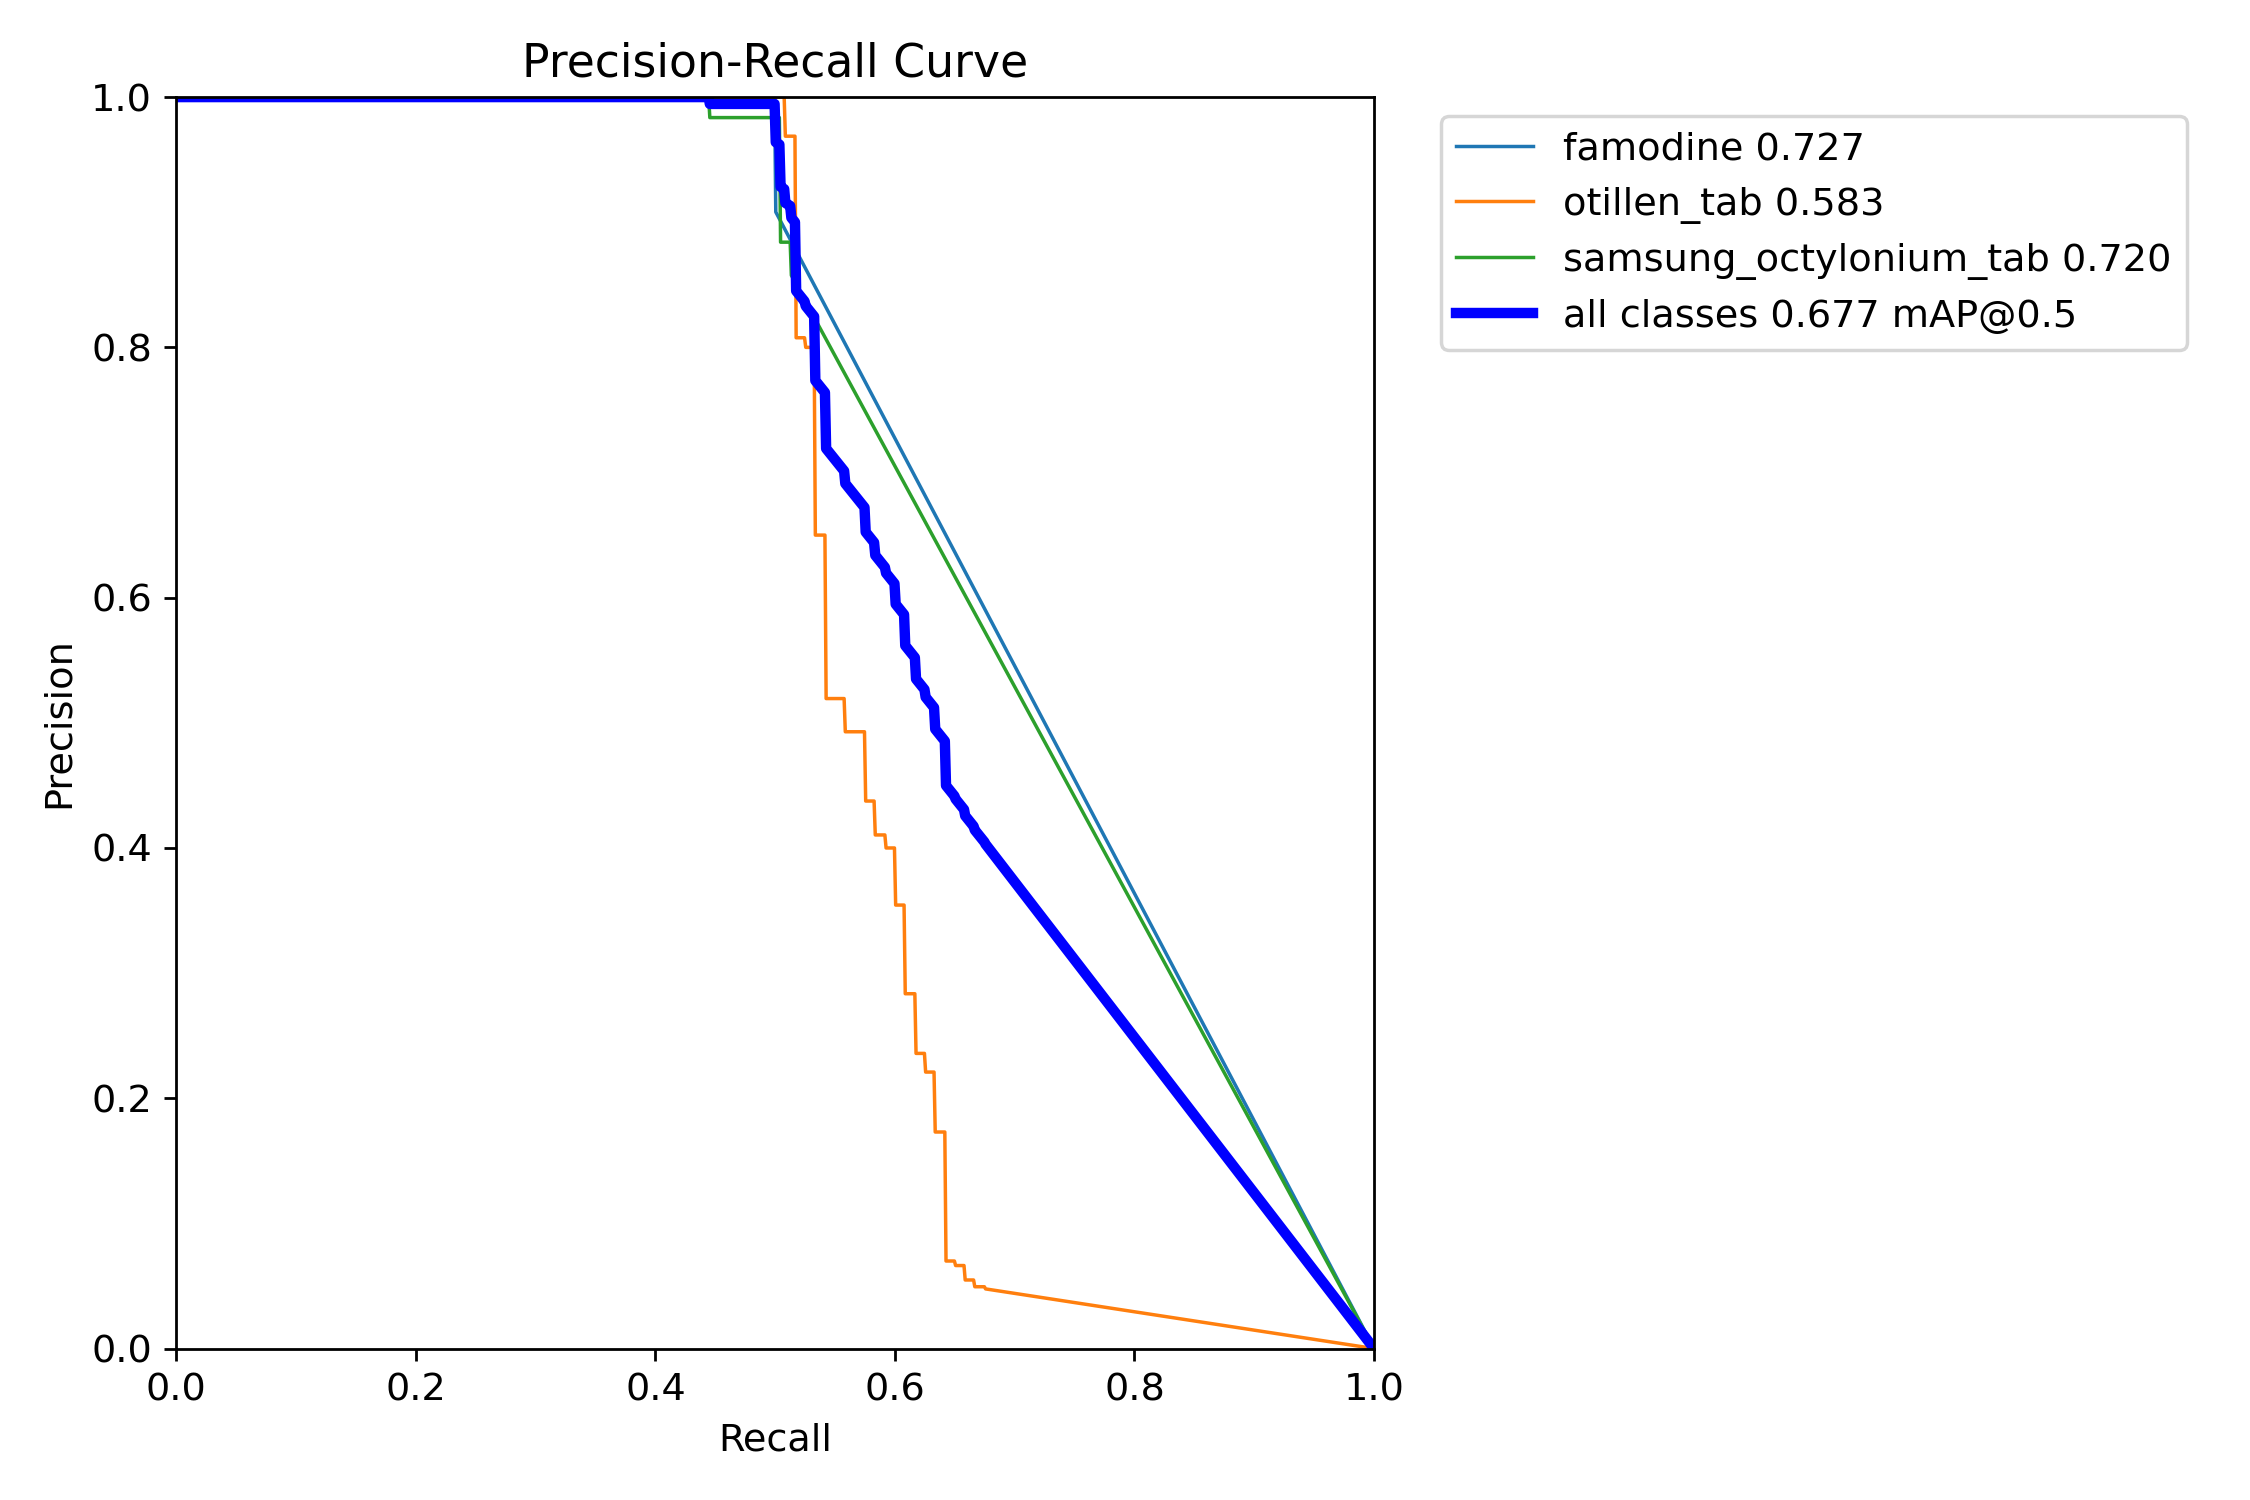 Precision-Recall Curve
1.0
0.8
0.6
0.4
0.2
0.0
Precision
0.0 0.2 0.4 0.6 0.8 1.0
Recall
famodine 0.727
otillen_tab 0.583
samsung_octylonium_tab 0.720
all classes 0.677 mAP@0.5